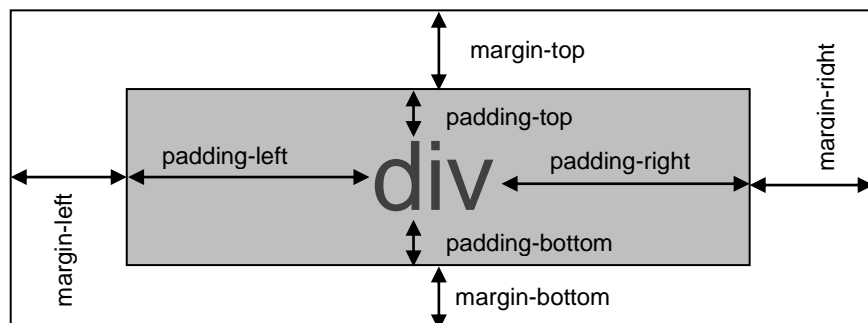 margin-top
margin-right
padding-top
padding-left
div
padding-right
margin-left
padding-bottom
margin-bottom